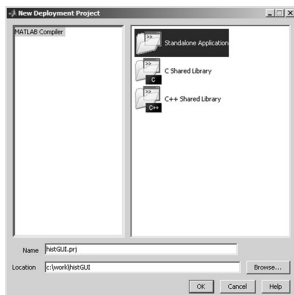 New Deployment Project
MATLAB Compiler
>>
Standalone Application
>>
C
C Shared Library
>>
C++
C++ Shared Library
Name
histGUI.prj
Location
c:\work\histGUI
Browse...
OK
Cancel
Help